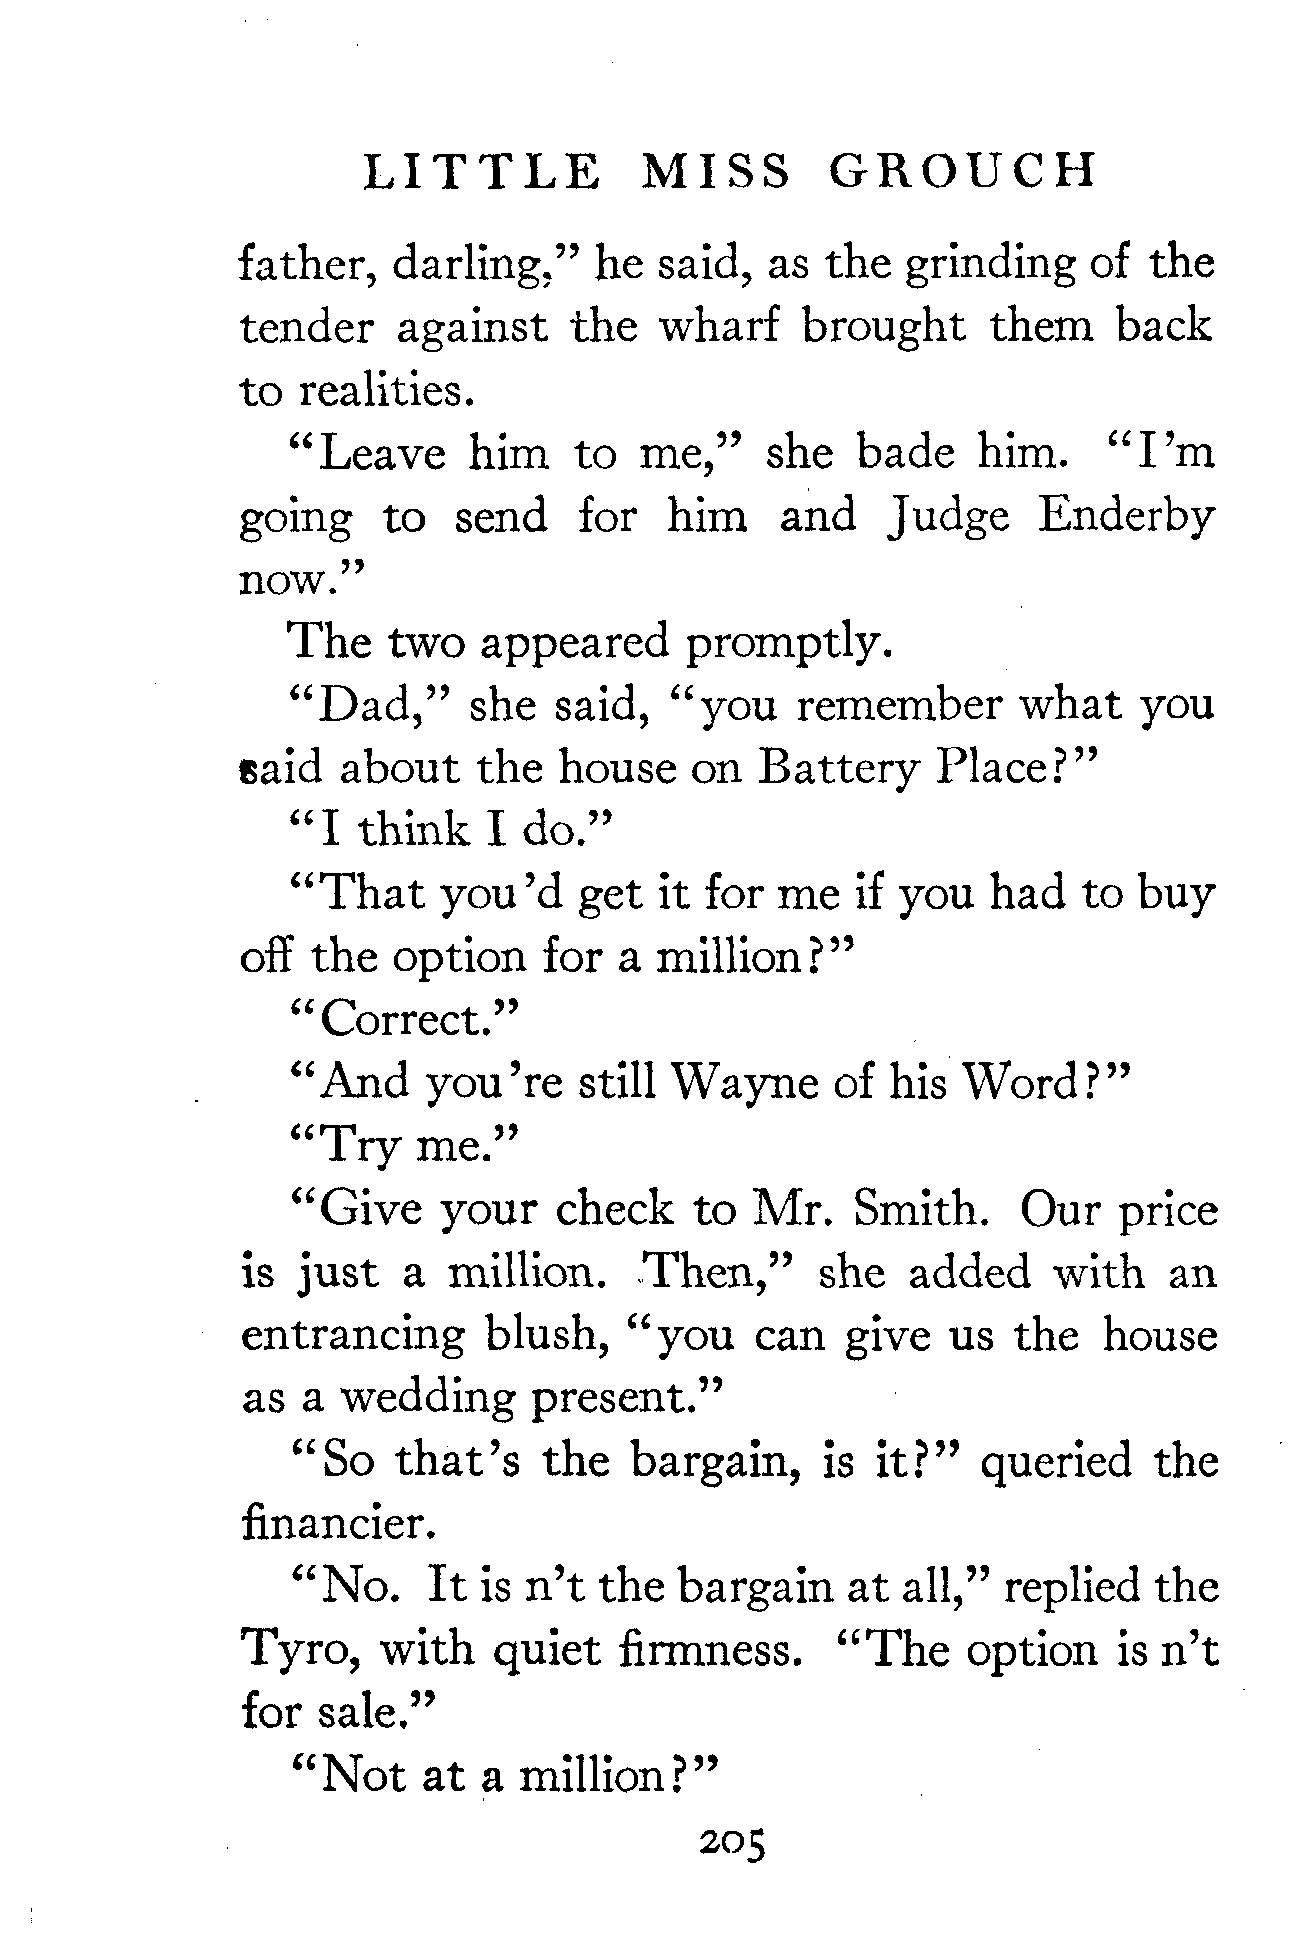 LITTLE MISS GROUCH
father, darling," he said, as the grinding of the
tender against the wharf brought them back
to realities.
"Leave him to me," she bade him. "I'm
going to send for him and Judge Enderby
now."
The two appeared promptly.
"Dad," she said, "you remember what you
said about the house on Battery Place?"
"I think I do."
"That you'd get it for me if you had to buy
off the option for a million?"
"Correct."
"And you're still Wayne of his Word?"
"Try me."
"Give your check to Mr. Smith. Our price
is just a million. Then," she added with an
entrancing blush, "you can give us the house
as a wedding present."
"So that's the bargain, is it?" queried the
financier.
"No. It is n't the bargain at all," replied the
Tyro, with quiet firmness. "The option is n't
for sale."
"Not at a million?"
205